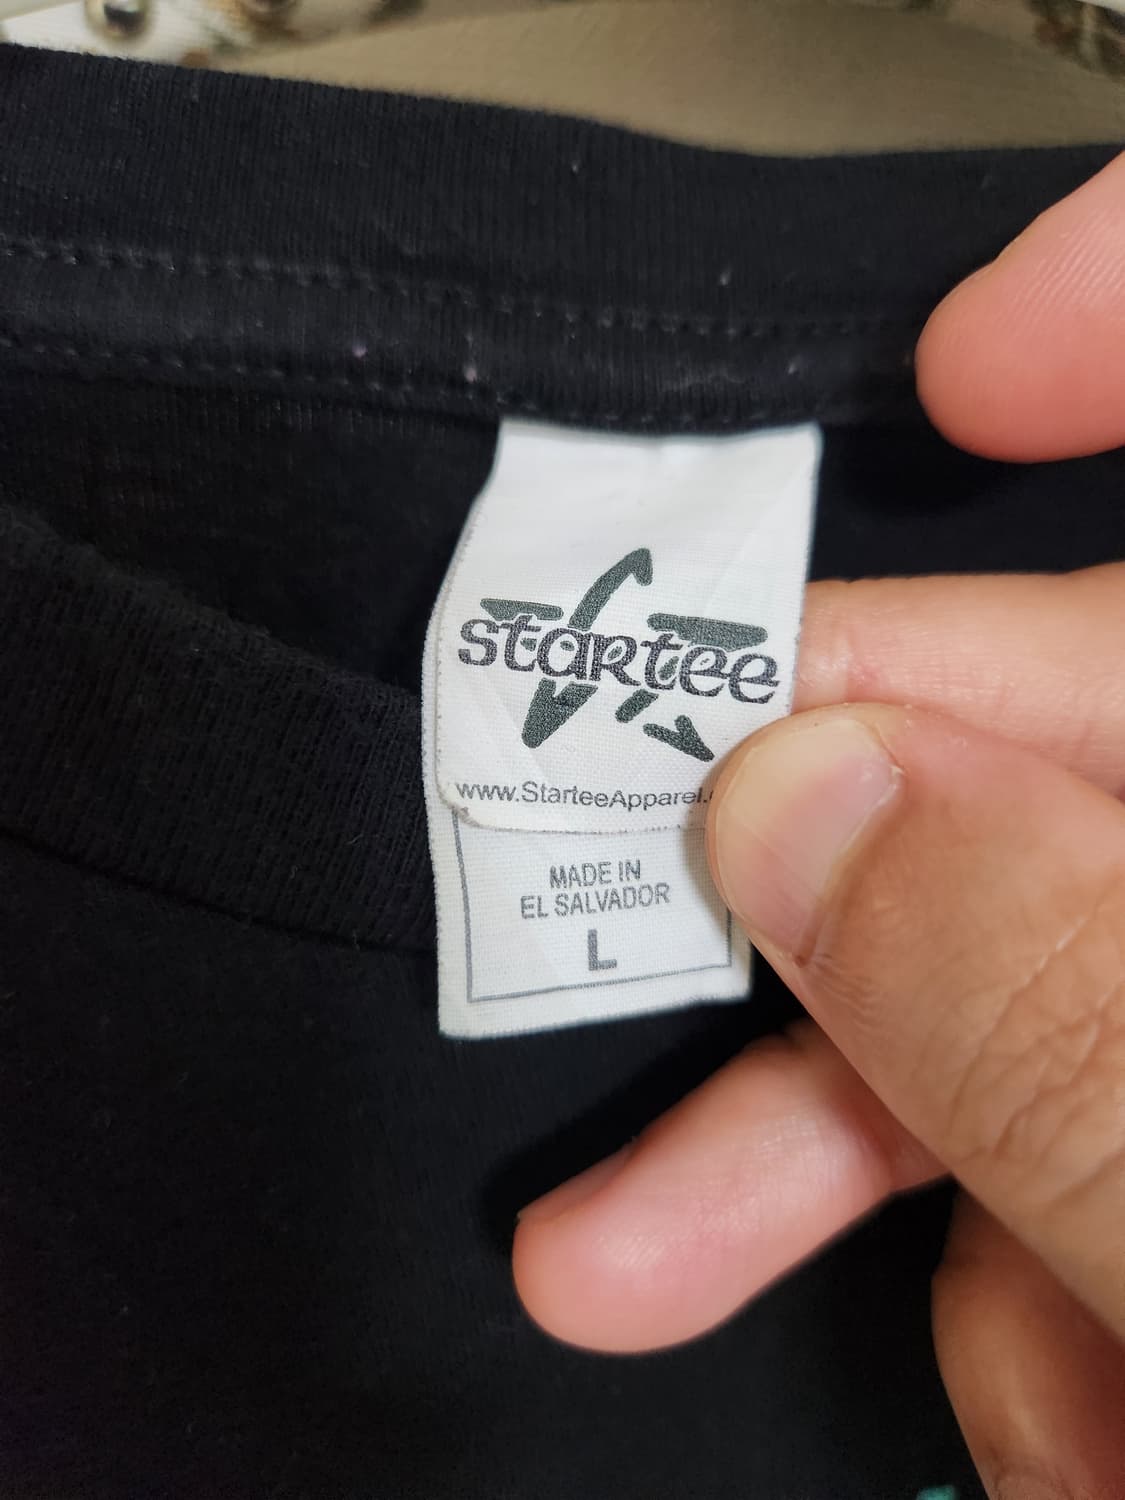 startee
www.StarteeApparel.
MADE IN
EL SALVADOR
L